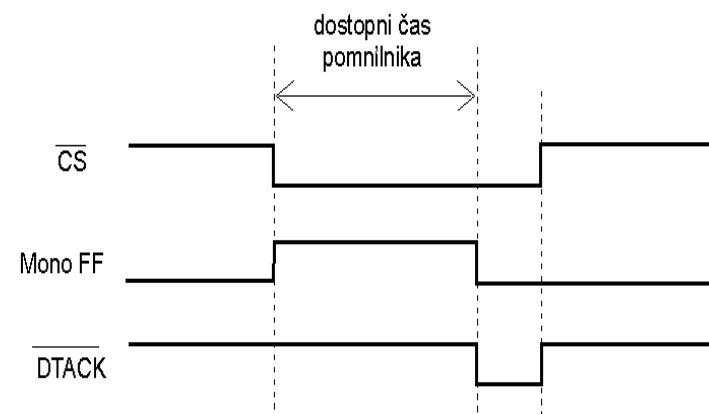 dostopni čas
pomnilnika
CS
Mono FF
DTACK